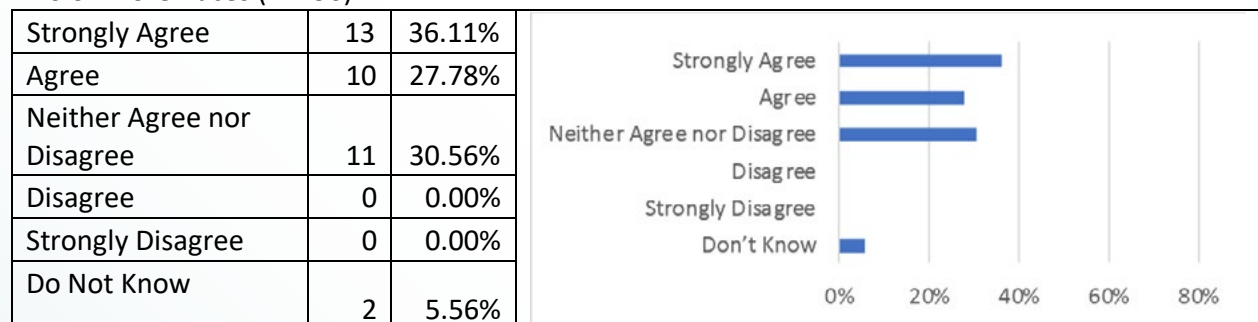 Strongly Agree 13 36.11%
Agree 10 27.78%
Neither Agree nor
Disagree 11 30.56%
Disagree 0 0.00%
Strongly Disagree 0 0.00%
Do Not Know
2 5.56%
Strongly Agree
Agree
Neither Agree nor Disagree
Disagree
Strongly Disagree
Don't Know
0% 20% 40% 60% 80%